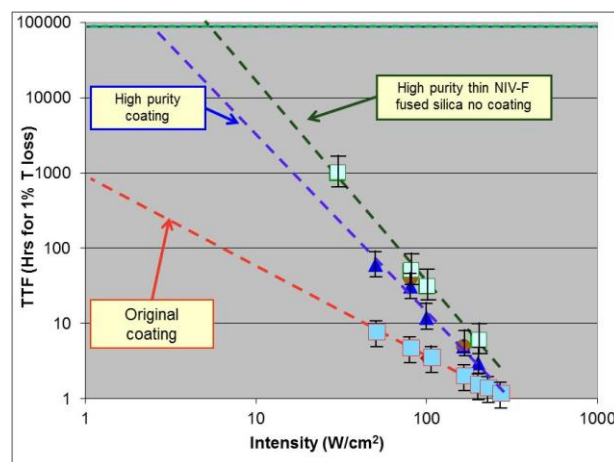 100000
10000
1000
100
10
1
High purity
coating
High purity thin NIV-F
fused silica no coating
Original
coating
TTF (Hrs for 1% T loss)
1
10
100
1000
Intensity (W/cm²)